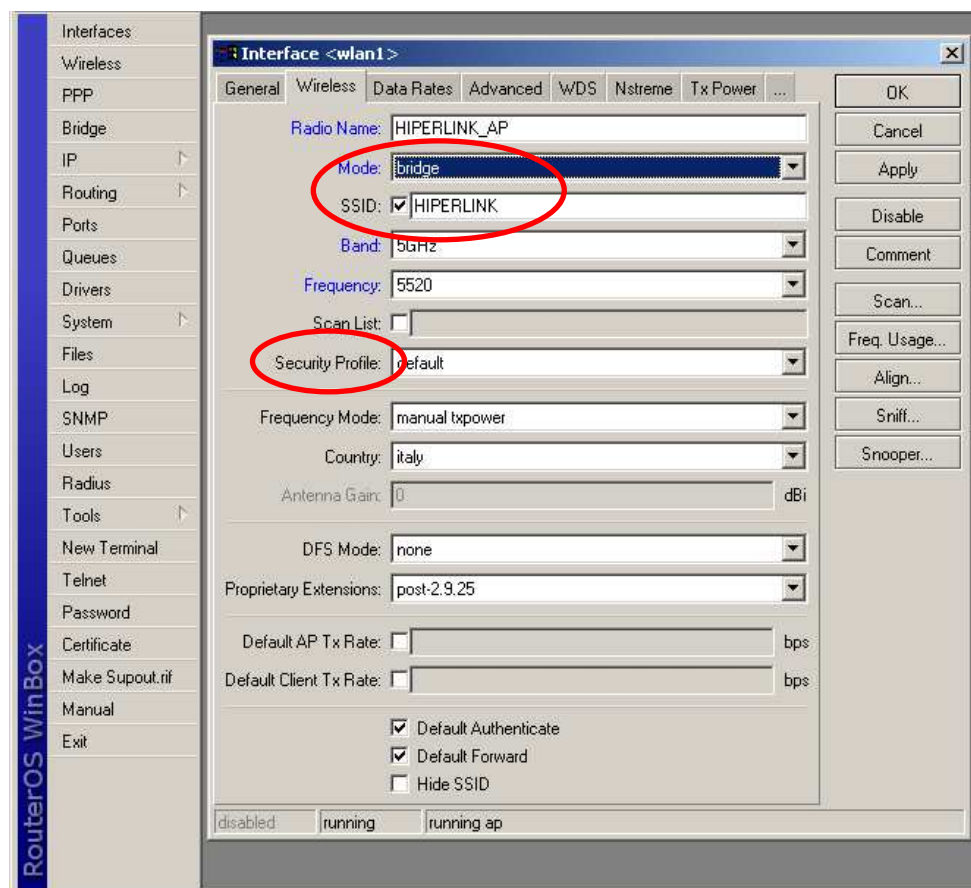 Interfaces
Wireless
PPP
Bridge
IP
Routing
Ports
Queues
Drivers
System
Files
Log
SNMP
Users
Radius
Tools
New Terminal
Telnet
Password
Certificate
Make Supout.rif
Manual
Exit
RouterOS WinBox
Interface <wlan1>
General Wireless Data Rates Advanced WDS Nstreme Tx Power ...
Radio Name: HIPERLINK_AP
Mode: bridge
SSID: HIPERLINK
Band: 5GHz
Frequency: 5520
Scan List:
Security Profile: default
Frequency Mode: manual txpower
Country: italy
Antenna Gain: 0 dBi
DFS Mode: none
Proprietary Extensions: post-2.9.25
Default AP Tx Rate: bps
Default Client Tx Rate: bps
Default Authenticate
Default Forward
Hide SSID
disabled running running ap
OK
Cancel
Apply
Disable
Comment
Scan...
Freq. Usage...
Align...
Sniff...
Snooper...